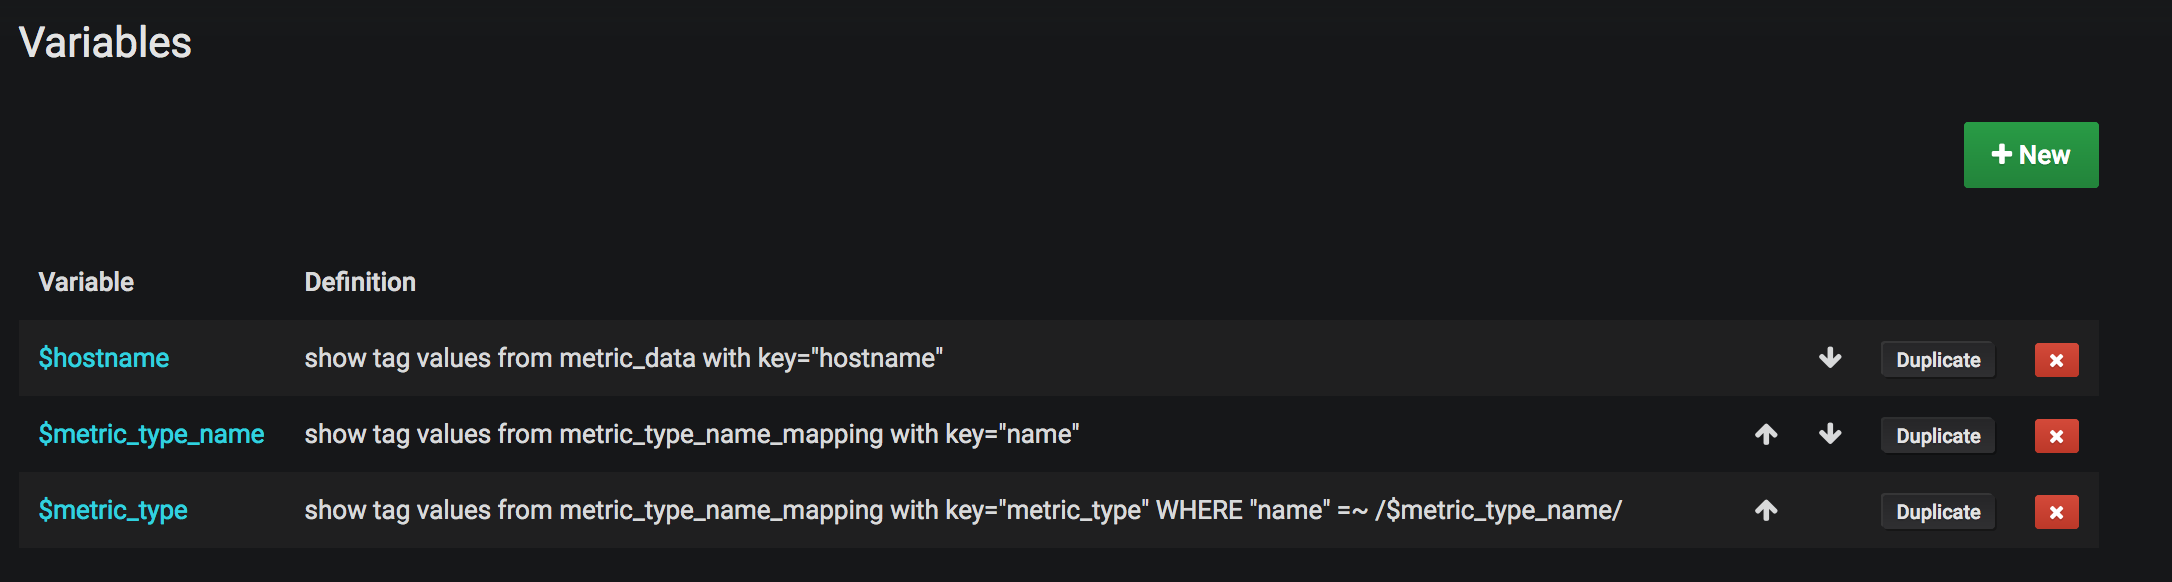 Variables
New
Variable Definition
$hostname show tag values from metric_data with key="hostname" Duplicate
$metric_type_name show tag values from metric_type_name_mapping with key="name" Duplicate
$metric_type show tag values from metric_type_name_mapping with key="metric_type" WHERE "name" =~ /$metric_type_name/ Duplicate